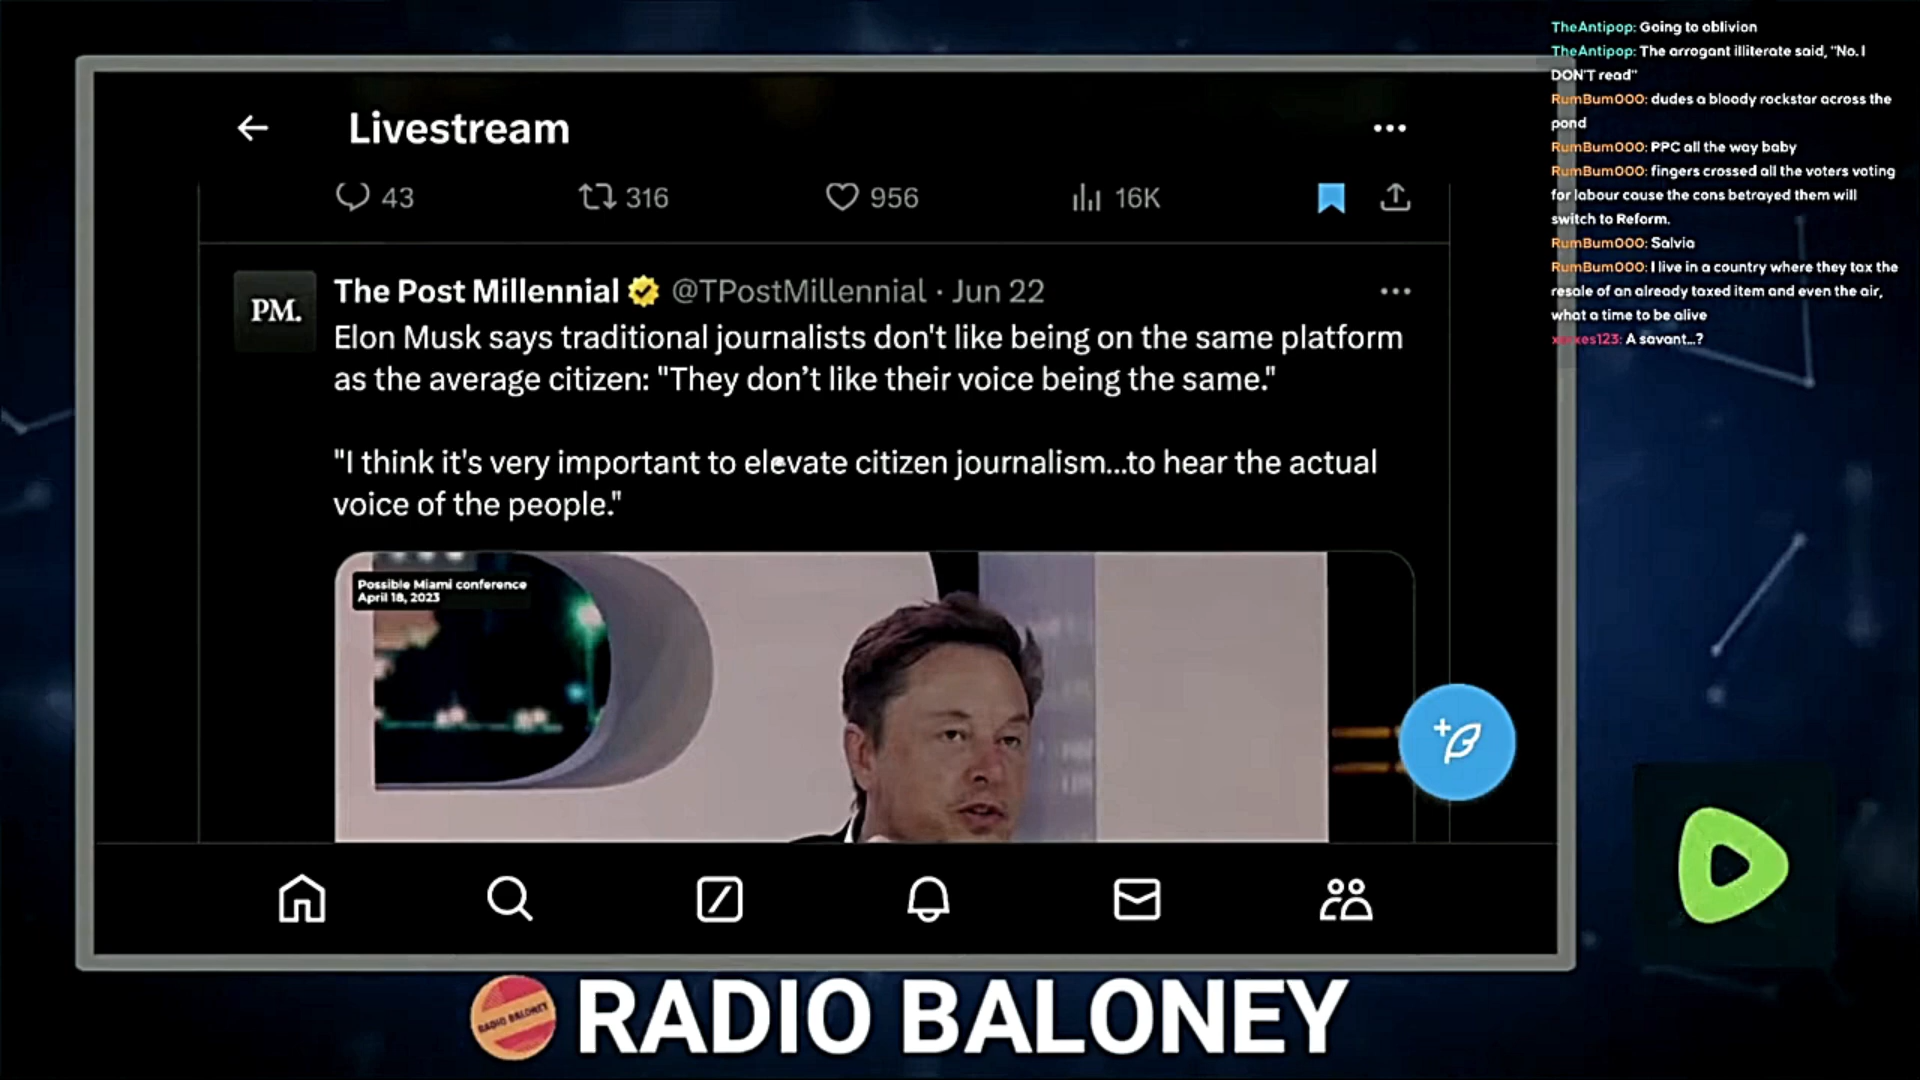 Livestream
43 316 956 16K
PM.
The Post Millennial @TPostMillennial · Jun 22
Elon Musk says traditional journalists don't like being on the same platform
as the average citizen: "They don’t like their voice being the same."
"I think it's very important to elevate citizen journalism...to hear the actual
voice of the people."
Possible Miami conference
April 18, 2023
RADIO BALONEY
RADIO BALONEY
TheAntipop: Going to oblivion
TheAntipop: The arrogant illiterate said, "No. I
DON'T read"
RumBum000: dudes a bloody rockstar across the
pond
RumBum000: PPC all the way baby
RumBum000: fingers crossed all the voters voting
for labour cause the cons betrayed them will
switch to Reform.
RumBum000: Salvia
RumBum000: I live in a country where they tax the
resale of an already taxed item and even the air,
what a time to be alive
A savant...?